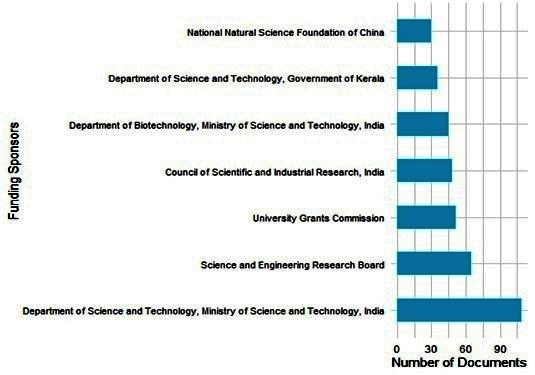 National Natural Science Foundation of China
Department of Science and Technology, Government of Kerala
Department of Biotechnology, Ministry of Science and Technology, India
Council of Scientific and Industrial Research, India
University Grants Commission
Science and Engineering Research Board
Department of Science and Technology, Ministry of Science and Technology, India
Funding Sponsors
0 30 60 90
Number of Documents